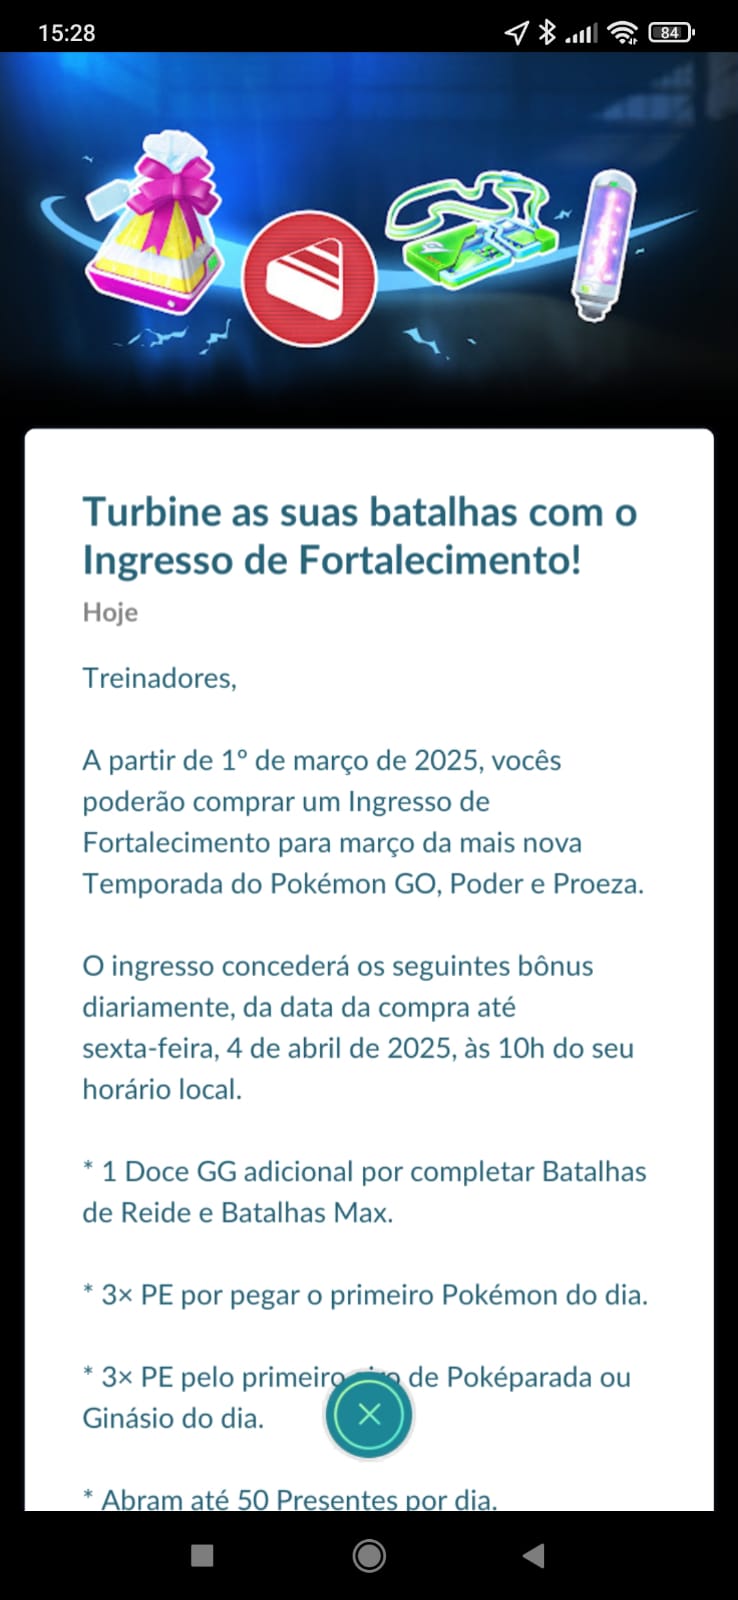 15:28
84
Turbine as suas batalhas com o
Ingresso de Fortalecimento!
Hoje
Treinadores,
A partir de 1º de março de 2025, vocês
poderão comprar um Ingresso de
Fortalecimento para março da mais nova
Temporada do Pokémon GO, Poder e Proeza.
O ingresso concederá os seguintes bônus
diariamente, da data da compra até
sexta-feira, 4 de abril de 2025, às 10h do seu
horário local.
* 1 Doce GG adicional por completar Batalhas
de Reide e Batalhas Max.
* 3× PE por pegar o primeiro Pokémon do dia.
* 3× PE pelo primeiro de Poképarada ou
Ginásio do dia.
* Abram até 50 Presentes por dia.